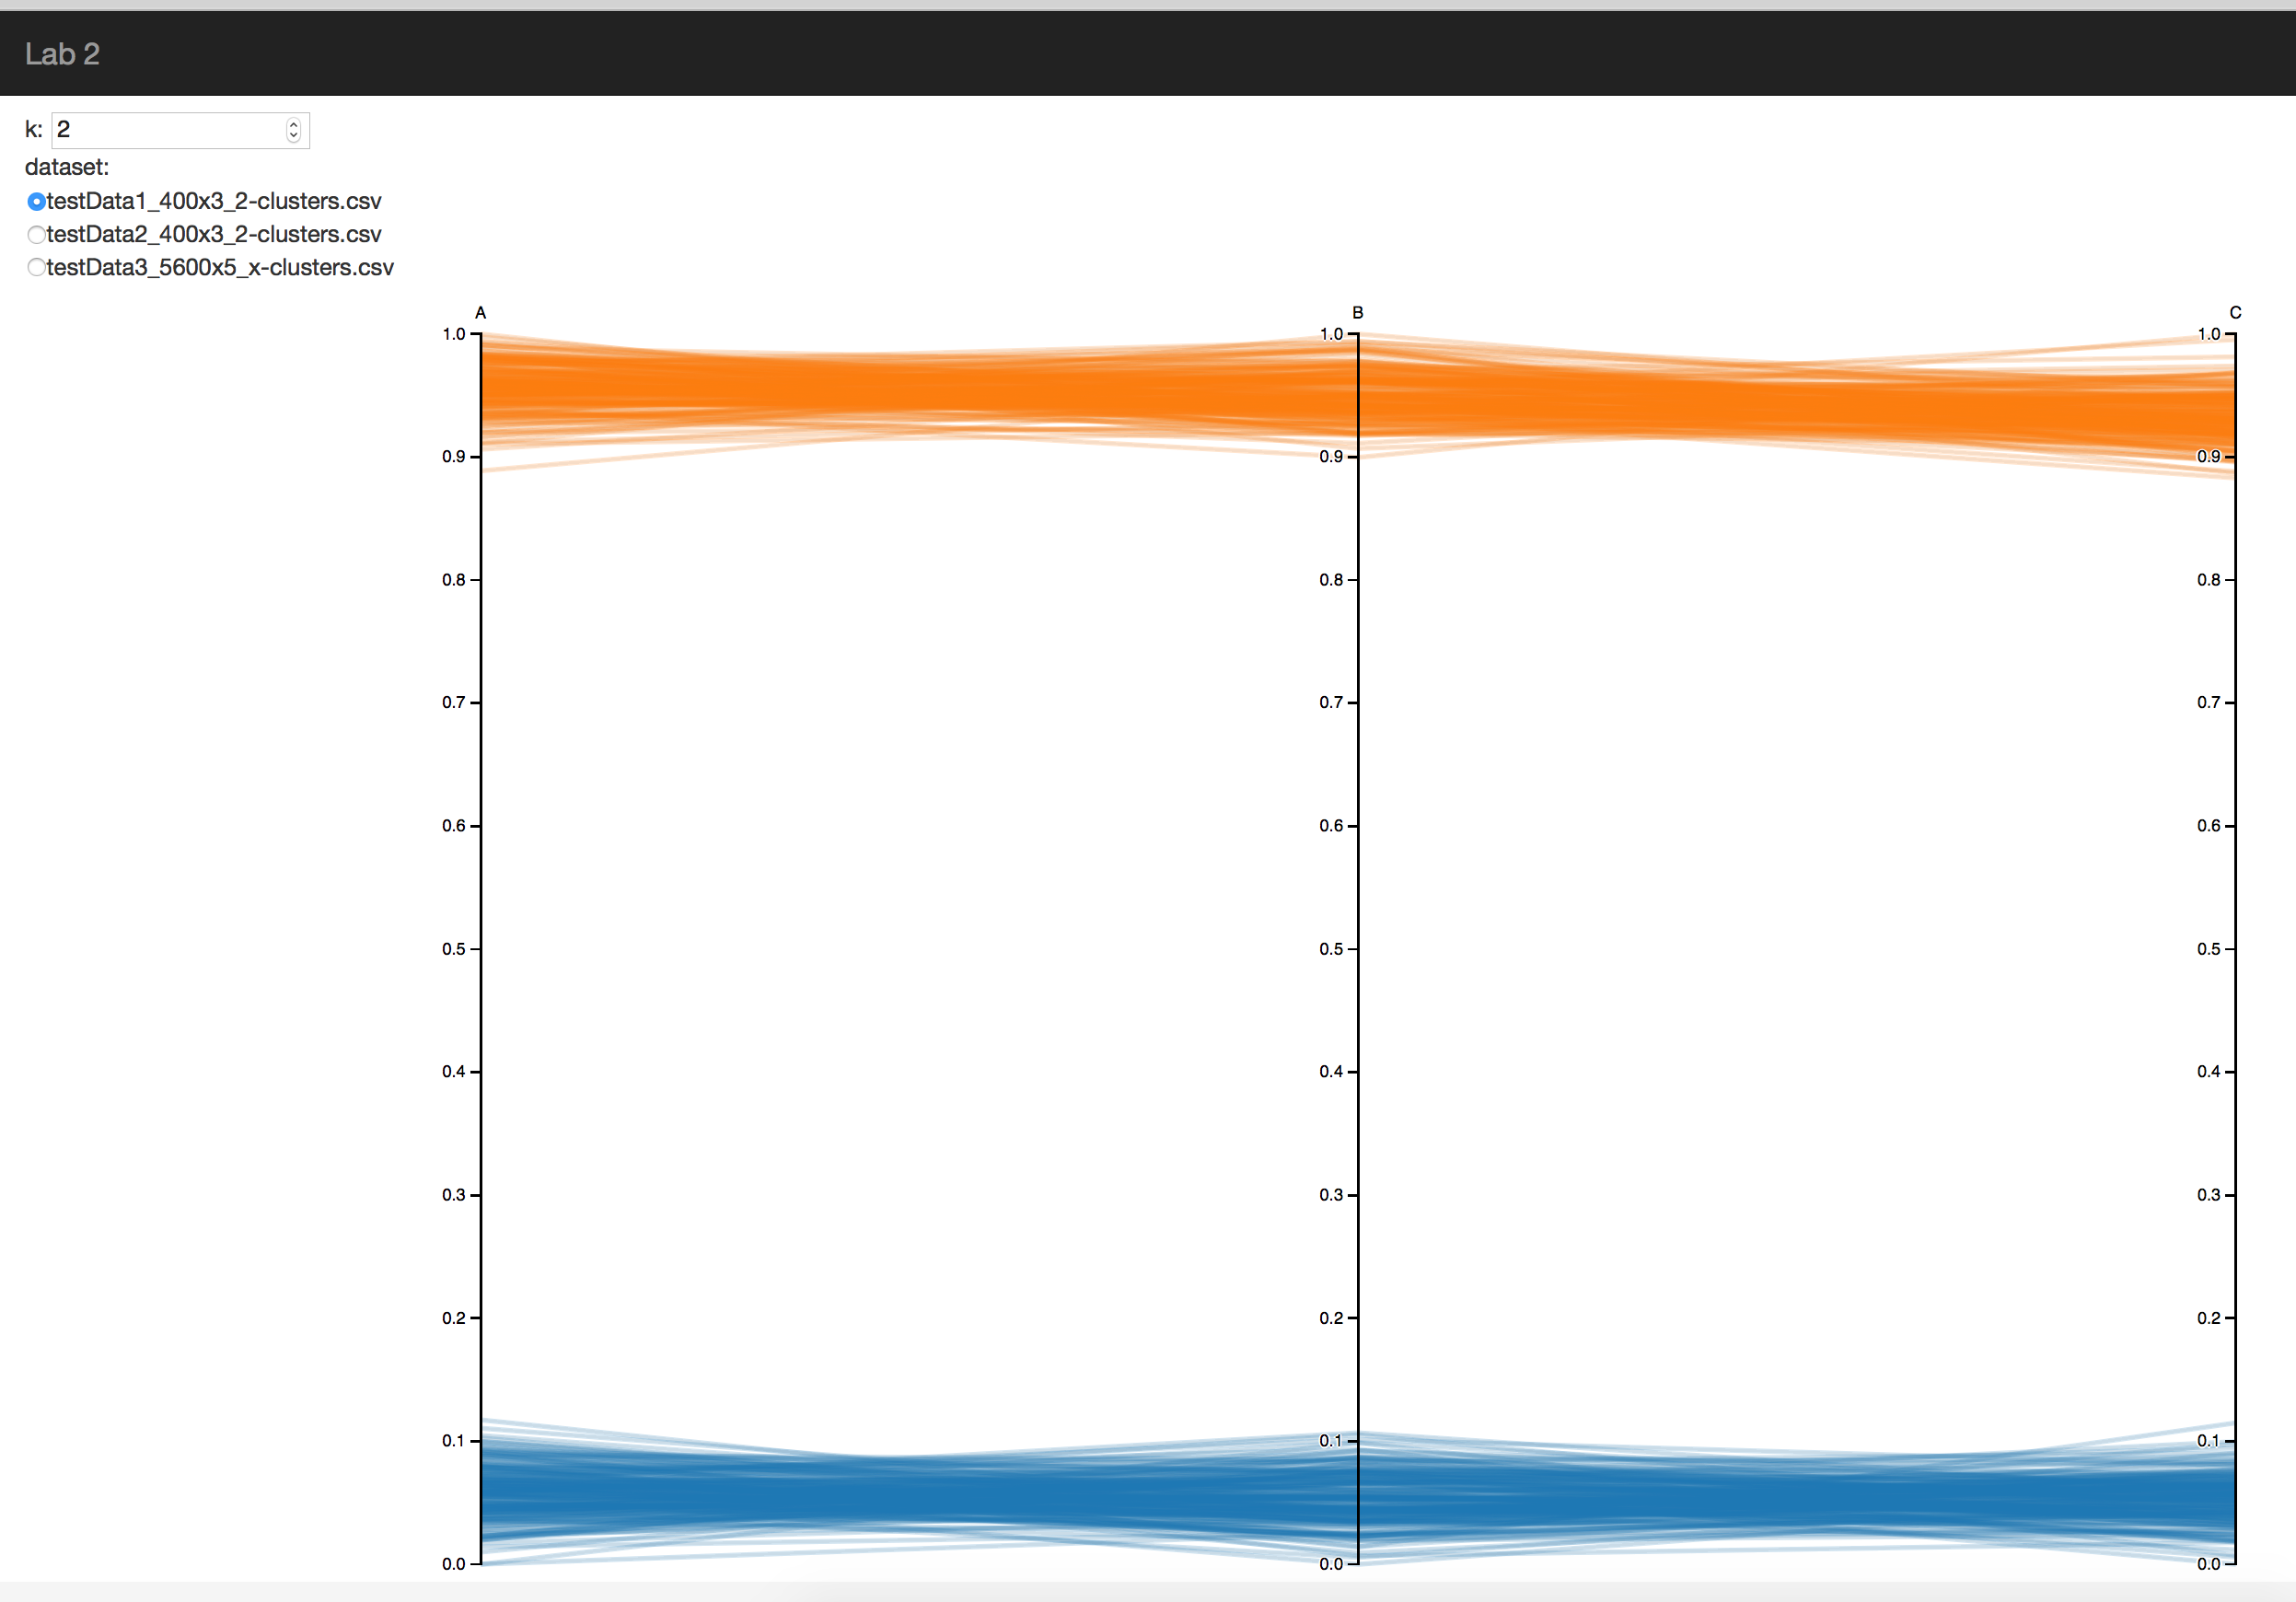 Lab 2
k: 2
dataset:
testData1_400x3_2-clusters.csv
testData2_400x3_2-clusters.csv
testData3_5600x5_x-clusters.csv
A B C
1.0 1.0 1.0
0.9 0.9 0.9
0.8 0.8 0.8
0.7 0.7 0.7
0.6 0.6 0.6
0.5 0.5 0.5
0.4 0.4 0.4
0.3 0.3 0.3
0.2 0.2 0.2
0.1 0.1 0.1
0.0 0.0 0.0